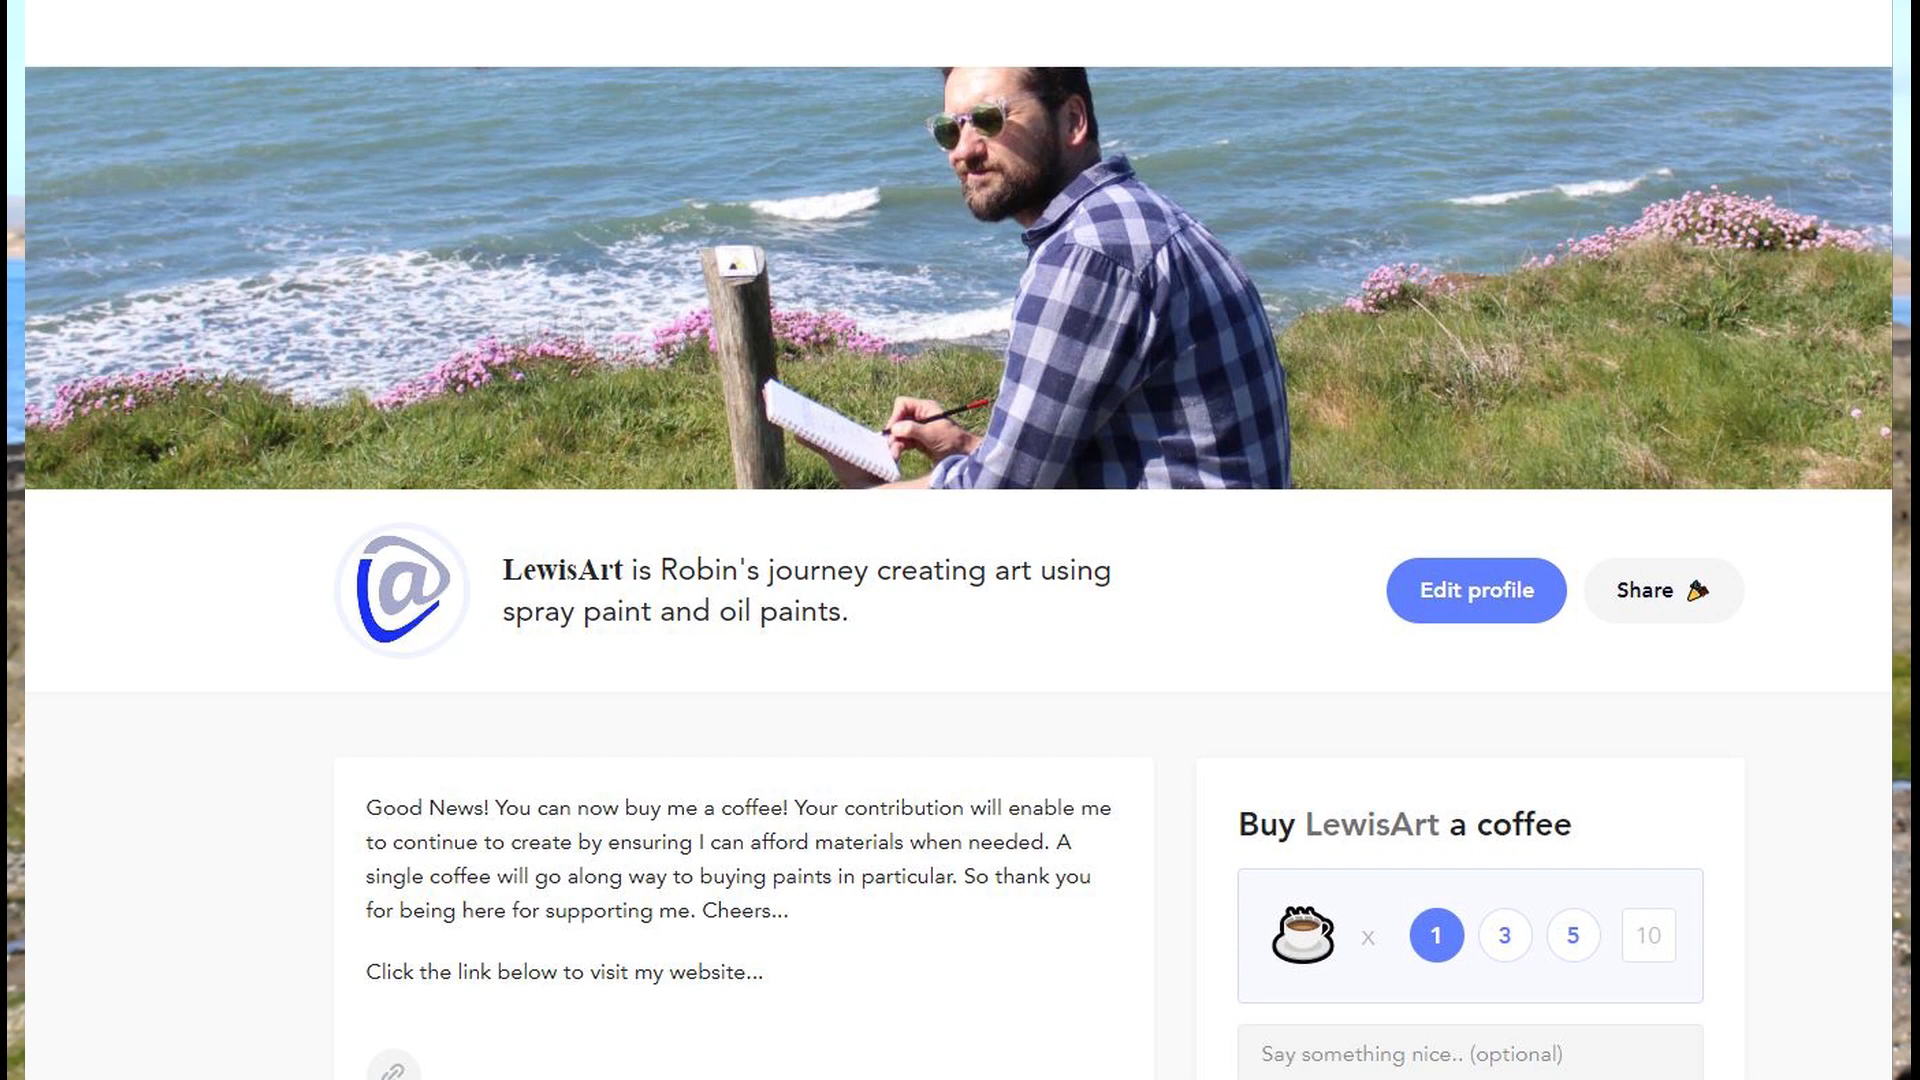 LewisArt is Robin's journey creating art using
spray paint and oil paints.
Edit profile
Share
Good News! You can now buy me a coffee! Your contribution will enable me
to continue to create by ensuring I can afford materials when needed. A
single coffee will go along way to buying paints in particular. So thank you
for being here for supporting me. Cheers...
Click the link below to visit my website...
Buy LewisArt a coffee
x 1 3 5 10
Say something nice.. (optional)